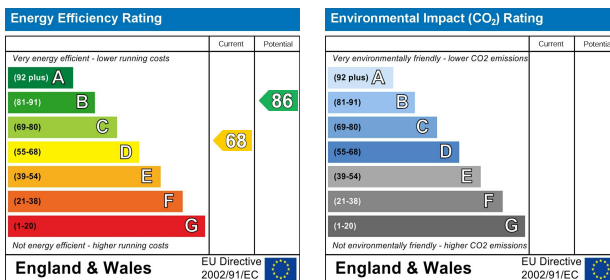 Energy Efficiency Rating
Current Potential
Very energy efficient - lower running costs
(92 plus) A
(81-91) B
86
(69-80) C
68
(55-68) D
(39-54) E
(21-38) F
(1-20) G
Not energy efficient - higher running costs
England & Wales
EU Directive
2002/91/EC
Environmental Impact (CO₂) Rating
Current Potential
Very environmentally friendly - lower CO2 emissions
(92 plus) A
(81-91) B
(69-80) C
(55-68) D
(39-54) E
(21-38) F
(1-20) G
Not environmentally friendly - higher CO2 emissions
England & Wales
EU Directive
2002/91/EC